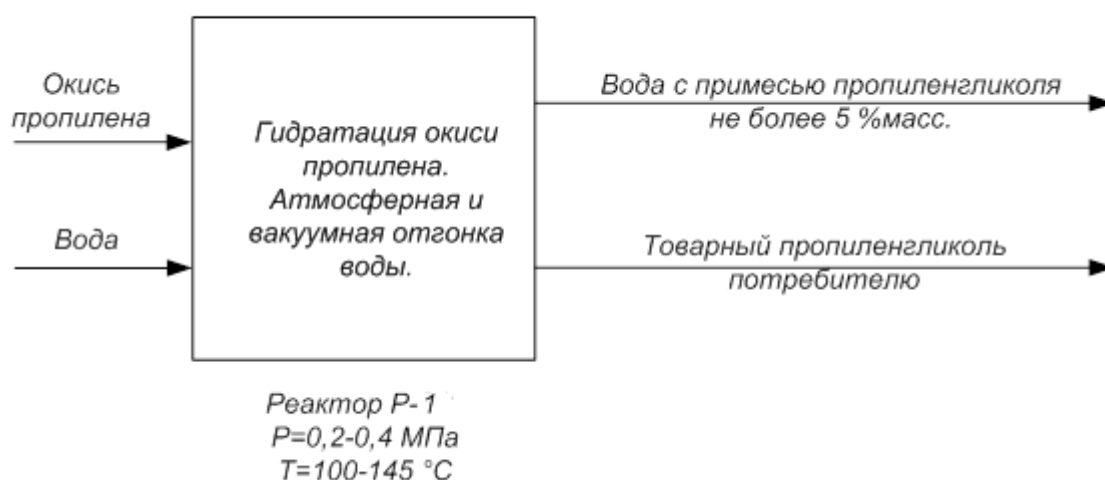 Окись
пропилена
Вода
Гидратация окиси
пропилена.
Атмосферная и
вакуумная отгонка
воды.
Вода с примесью пропиленгликоля
не более 5 %масс.
Товарный пропиленгликоль
потребителю
Реактор Р-1
Р=0,2-0,4 МПа
Т=100-145 °С